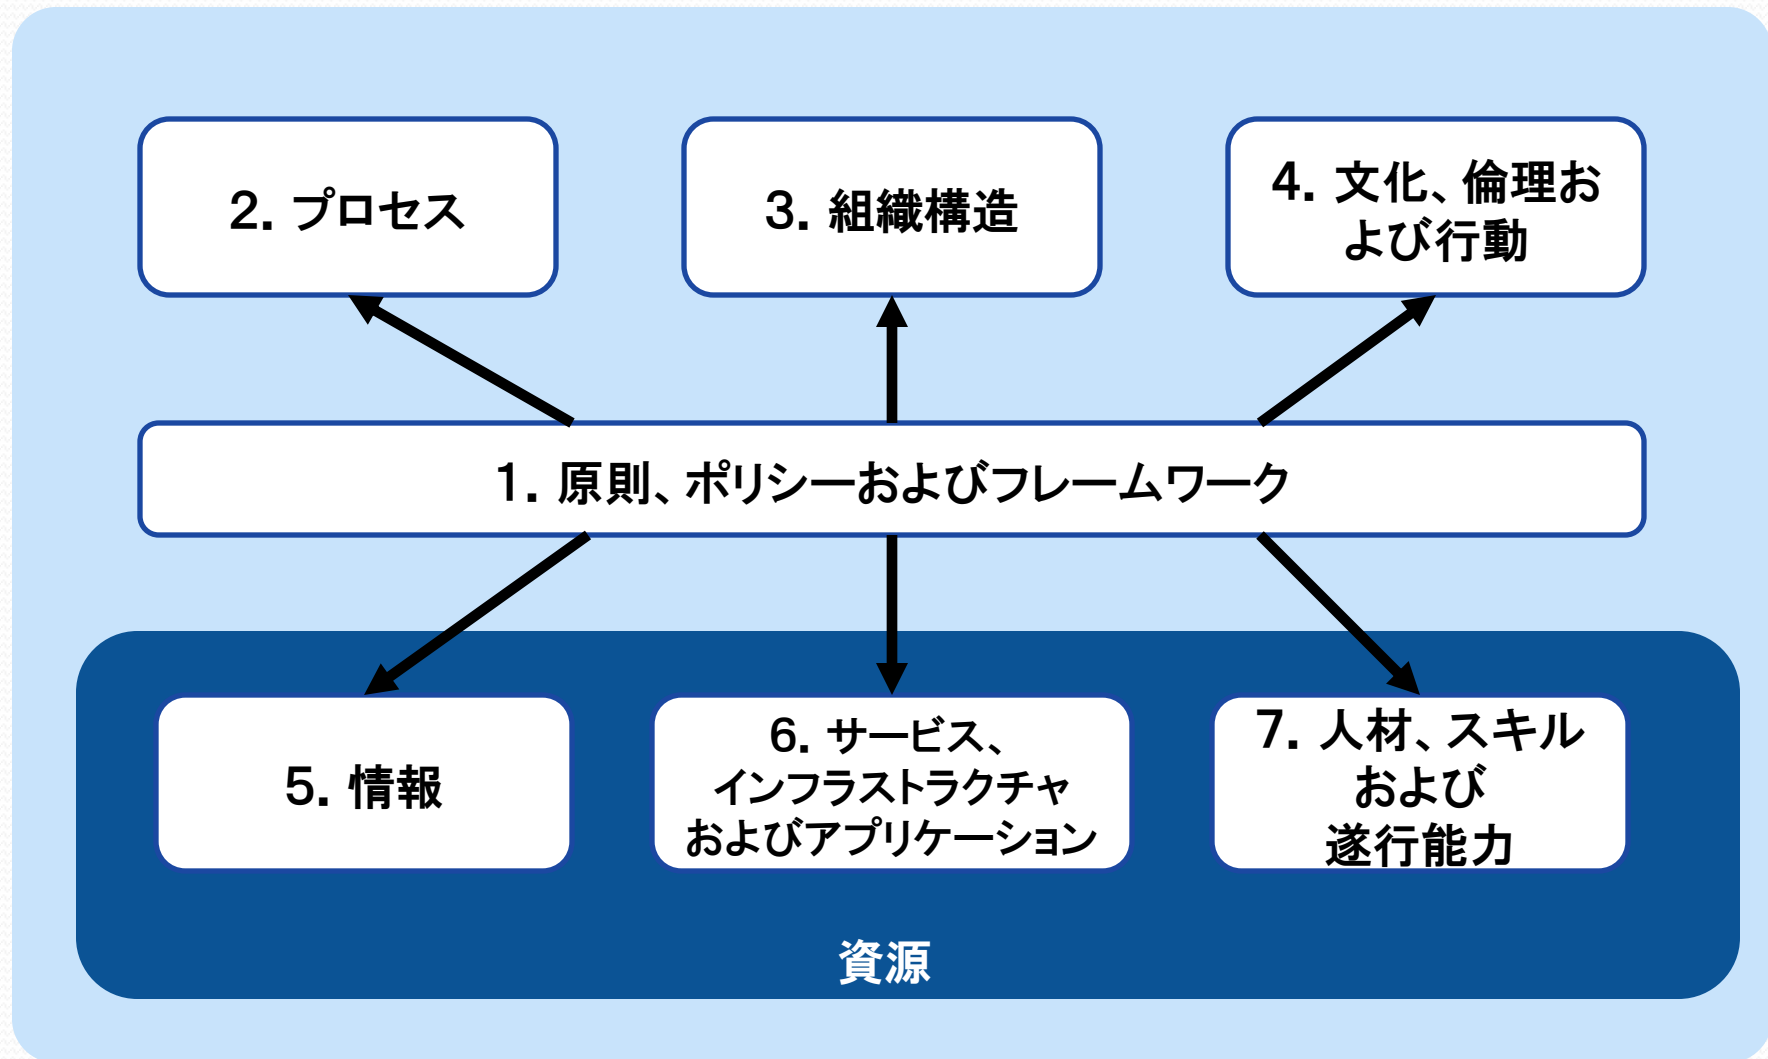 2. プロセス
3. 組織構造
4. 文化、倫理お
よび行動
1. 原則、ポリシーおよびフレームワーク
5. 情報
6. サービス、
インフラストラクチャ
およびアプリケーション
7. 人材、スキル
および
遂行能力
資源